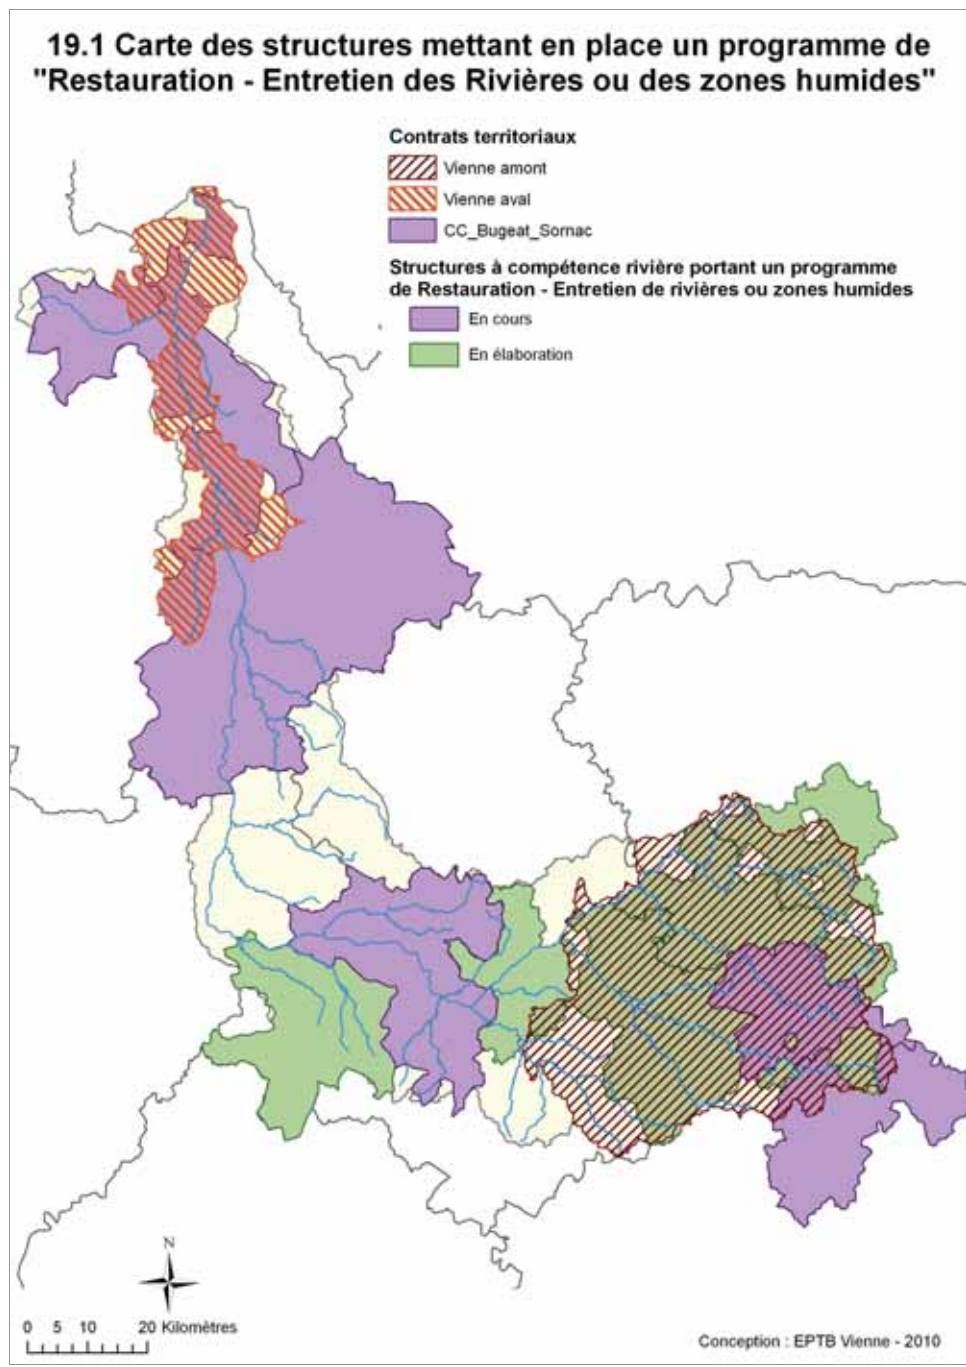 19.1 Carte des structures mettant en place un programme de
"Restauration - Entretien des Rivières ou des zones humides"
Contrats territoriaux
Vienne amont
Vienne aval
CC_Bugeat_Sornac
Structures à compétence rivière portant un programme
de Restauration - Entretien de rivières ou zones humides
En cours
En élaboration
N
0 5 10 20 Kilomètres
Conception : EPTB Vienne - 2010